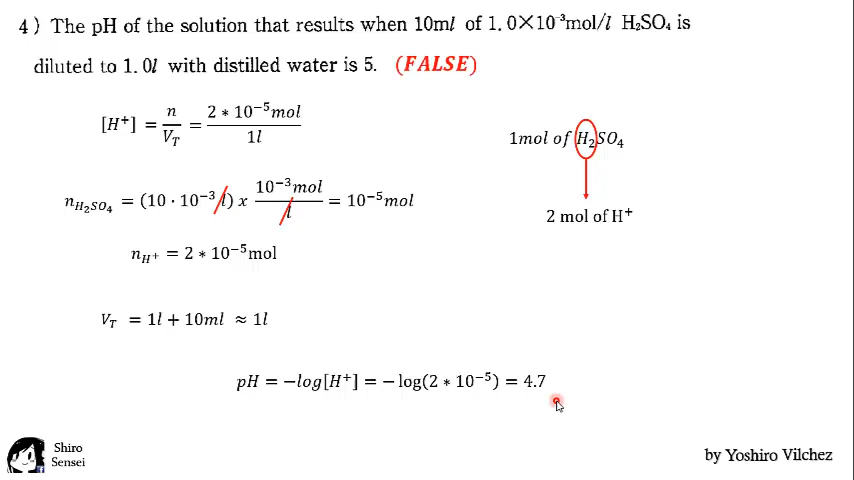 4) The pH of the solution that results when 10ml of 1.0×10⁻³mol/l H₂SO₄ is
diluted to 1.0l with distilled water is 5. (FALSE)
[H⁺] = n/V_T = 2 * 10⁻⁵mol/1l
1mol of H₂SO₄
n_H₂SO₄ = (10 · 10⁻³l) x 10⁻³mol/l = 10⁻⁵mol
2 mol of H⁺
n_H⁺ = 2 * 10⁻⁵mol
V_T = 1l + 10ml ≈ 1l
pH = −log[H⁺] = − log(2 * 10⁻⁵) = 4.7
Shiro
Sensei
by Yoshiro Vilchez